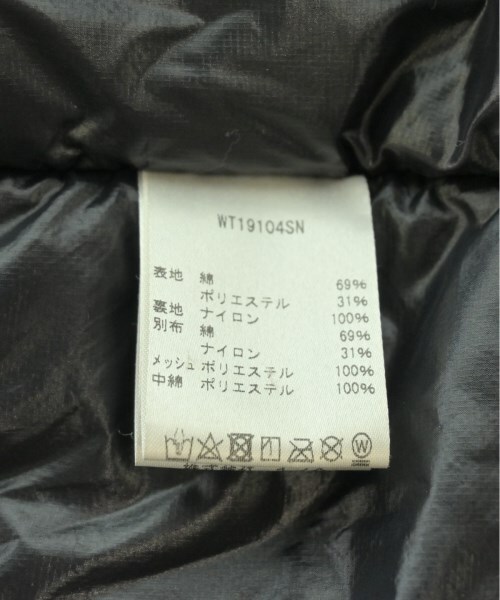 WT19104SN
表地 綿 69%
ポリエステル 31%
裏地 ナイロン 100%
別布 綿 69%
ナイロン 31%
メッシュ ポリエステル 100%
中綿 ポリエステル 100%
W